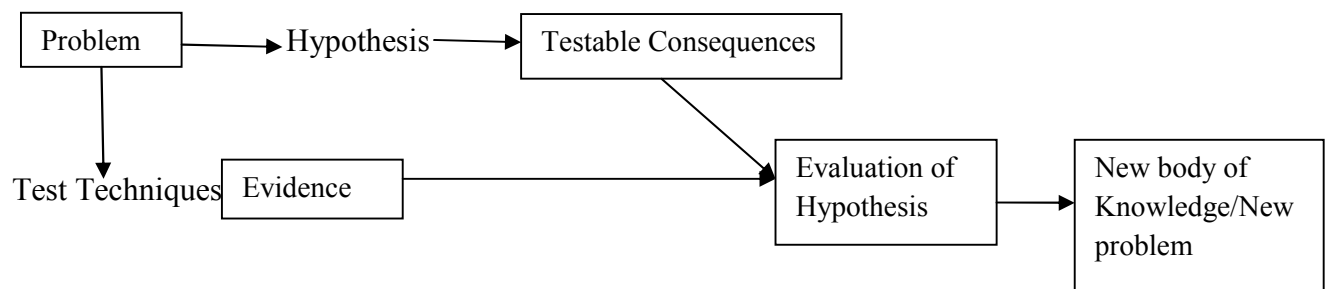 Problem
Hypothesis
Testable Consequences
Test Techniques
Evidence
Evaluation of
Hypothesis
New body of
Knowledge/New
problem